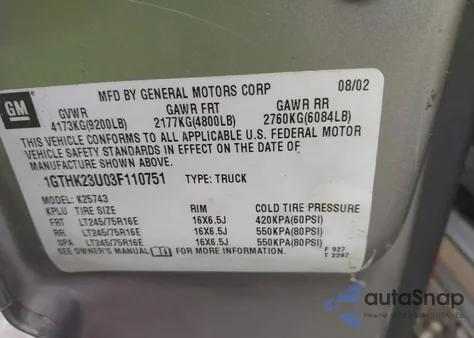 MFD BY GENERAL MOTORS CORP 08/02
GM
GVWR GAWR FRT GAWR RR
4173KG(9200LB) 2177KG(4800LB) 2760KG(6084LB)
THIS VEHICLE CONFORMS TO ALL APPLICABLE U.S. FEDERAL MOTOR
VEHICLE SAFETY STANDARDS IN EFFECT ON THE DATE OF
MANUFACTURE SHOWN ABOVE.
1GTHK23U03F110751 TYPE: TRUCK
MODEL: K25743
KPLU TIRE SIZE RIM COLD TIRE PRESSURE
FRT LT245/75R16E 16X6.5J 420KPA(60PSI)
RR LT245/75R16E 16X6.5J 550KPA(80PSI)
SPA LT245/75R16E 16X6.5J 550KPA(80PSI)
SEE OWNER'S MANUAL FOR MORE INFORMATION.
F 927
T 2297
autoSnap